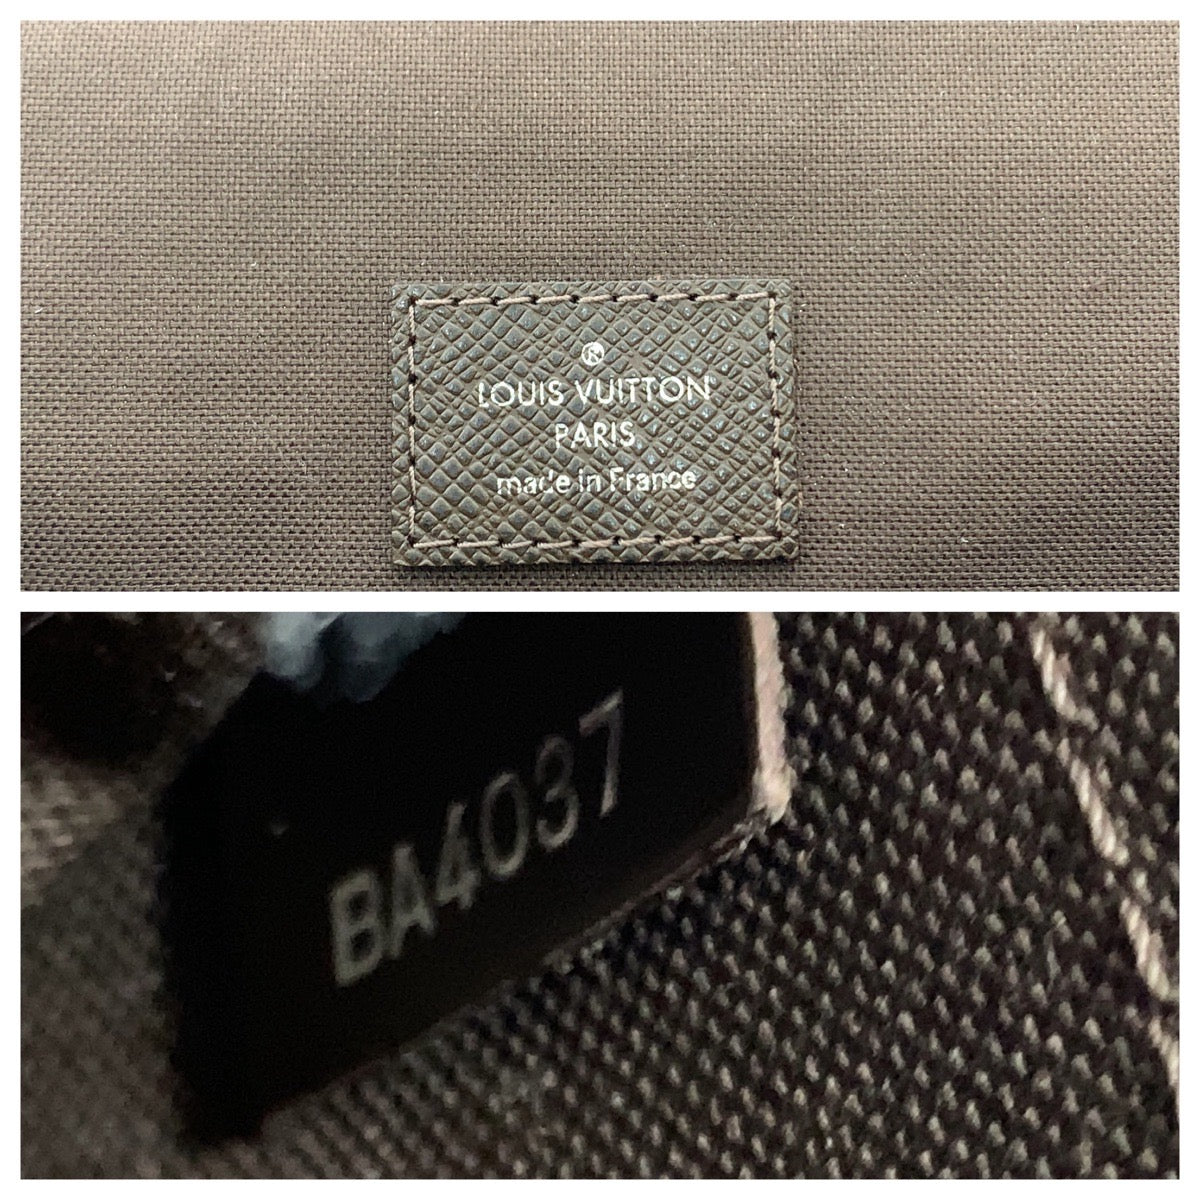 ®
LOUIS VUITTON
PARIS
made in France
BA4037